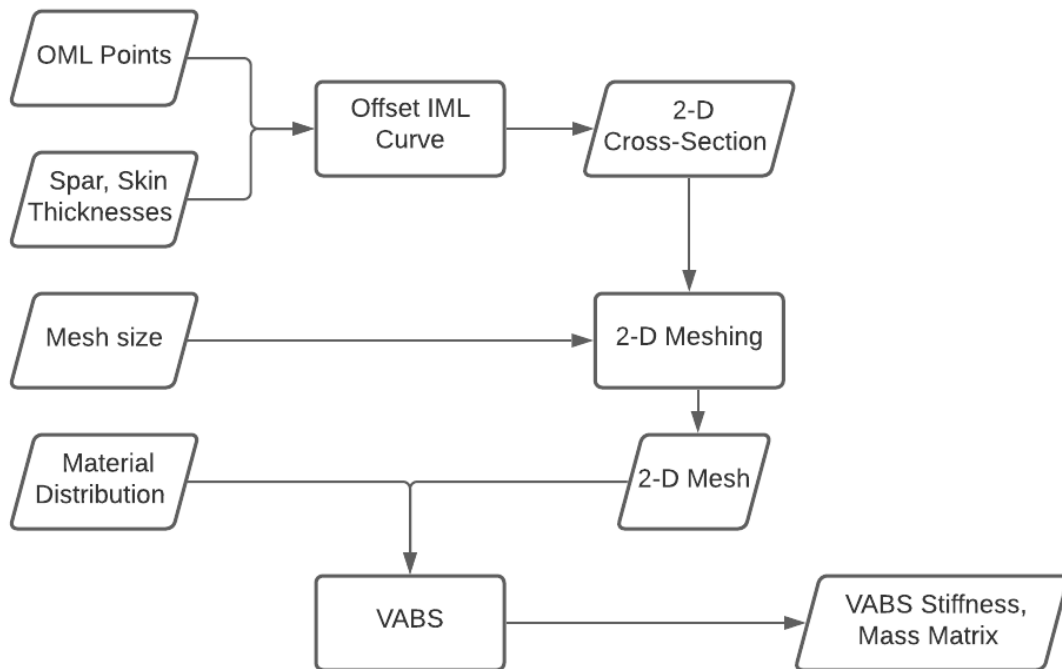 OML Points
Offset IML
Curve
2-D
Cross-Section
Spar, Skin
Thicknesses
Mesh size
2-D Meshing
Material
Distribution
2-D Mesh
VABS
VABS Stiffness,
Mass Matrix